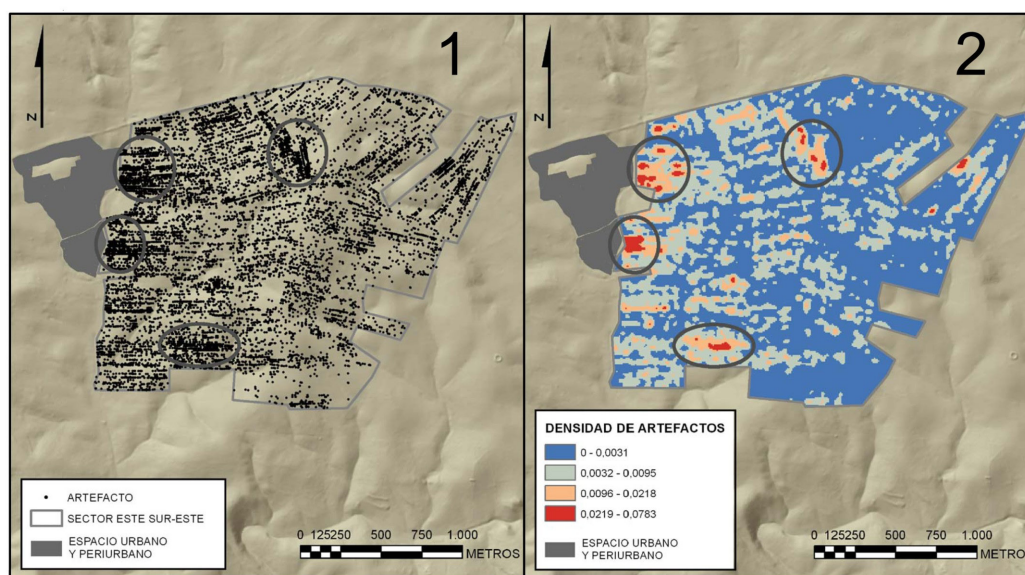 1
N
ARTEFACTO
SECTOR ESTE SUR-ESTE
ESPACIO URBANO
Y PERIURBANO
0 125250 500 750 1.000
METROS
2
N
DENSIDAD DE ARTEFACTOS
0 - 0,0031
0,0032 - 0,0095
0,0096 - 0,0218
0,0219 - 0,0783
ESPACIO URBANO
Y PERIURBANO
0 125250 500 750 1.000
METROS